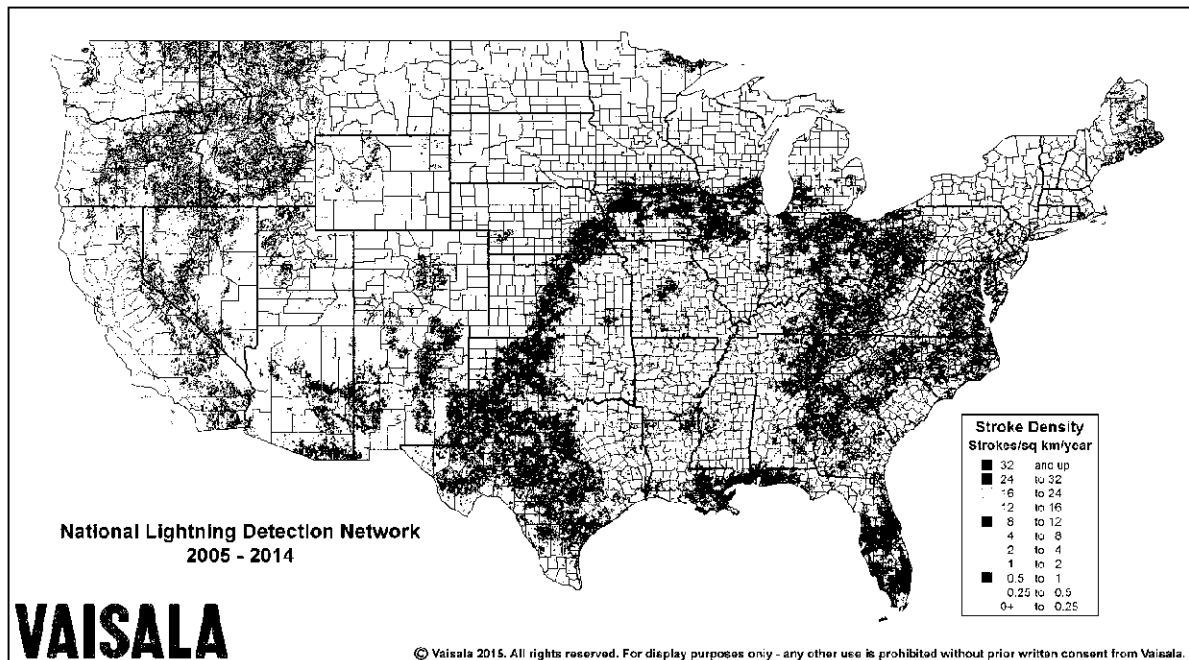 Stroke Density
Strokes/sq km/year
32 and up
24 to 32
16 to 24
12 to 16
8 to 12
4 to 8
2 to 4
1 to 2
0.5 to 1
0.25 to 0.5
0+ to 0.25
National Lightning Detection Network
2005 - 2014
VAISALA
© Vaisala 2015. All rights reserved. For display purposes only - any other use is prohibited without prior written consent from Vaisala.